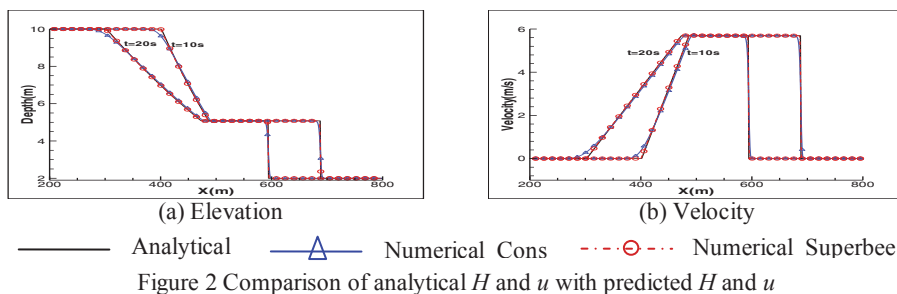 10
8
6
4
2
Depth(m)
t=20s
t=10s
200
400
600
800
X(m)
(a) Elevation
6
4
2
0
Velocity(m/s)
t=20s
t=10s
200
400
600
800
X(m)
(b) Velocity
Analytical
Numerical Cons
Numerical Superbee
Figure 2 Comparison of analytical H and u with predicted H and u